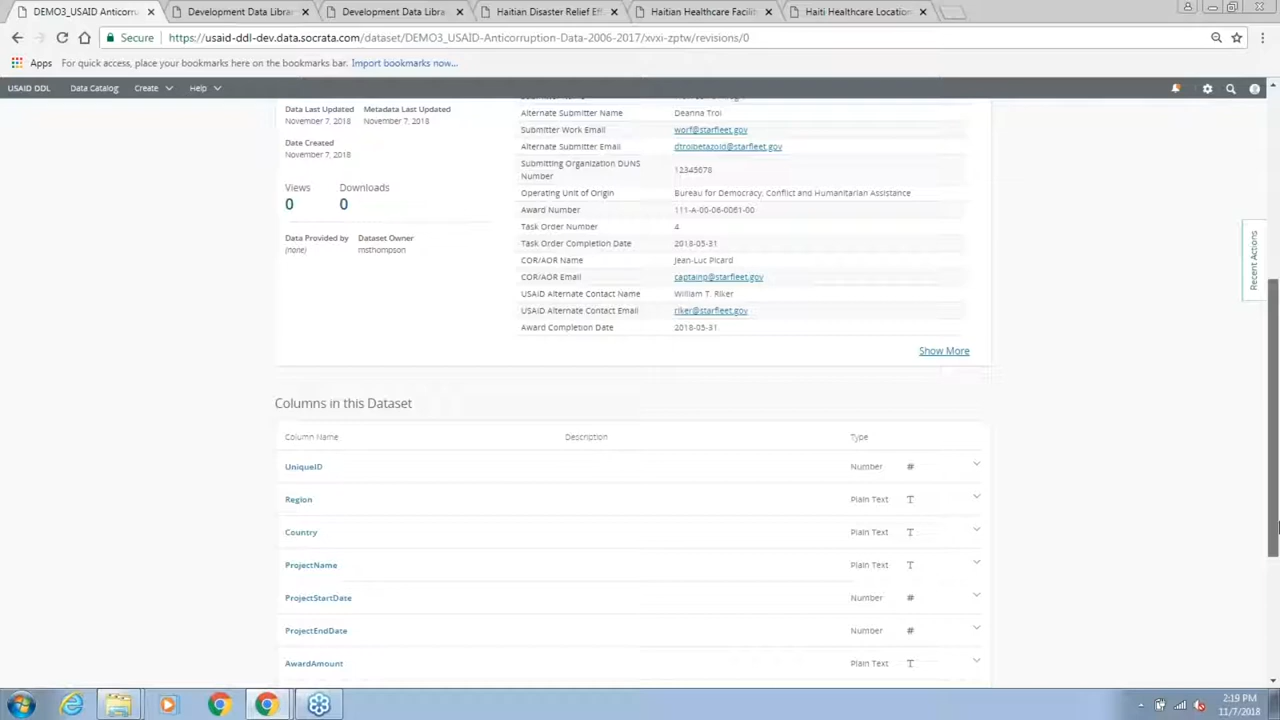 DEMO3_USAID Anticorru
Development Data Librar
Development Data Libra
Haitian Disaster Relief Ef
Haitian Healthcare Facili
Haiti Healthcare Location
Secure https://usaid-ddl-dev.data.socrata.com/dataset/DEMO3_USAID-Anticorruption-Data-2006-2017/xvxi-zptw/revisions/0
Apps For quick access, place your bookmarks here on the bookmarks bar. Import bookmarks now...
USAID DDL Data Catalog Create Help
Data Last Updated Metadata Last Updated
November 7, 2018 November 7, 2018
Date Created
November 7, 2018
Views Downloads
0 0
Data Provided by Dataset Owner
(none) msthompson
Alternate Submitter Name Deanna Troi
Submitter Work Email worf@starfleet.gov
Alternate Submitter Email dtroibetazoid@starfleet.gov
Submitting Organization DUNS
Number 12345678
Operating Unit of Origin Bureau for Democracy, Conflict and Humanitarian Assistance
Award Number 111-A-00-06-0061-00
Task Order Number 4
Task Order Completion Date 2018-05-31
COR/AOR Name Jean-Luc Picard
COR/AOR Email captainp@starfleet.gov
USAID Alternate Contact Name William T. Riker
USAID Alternate Contact Email riker@starfleet.gov
Award Completion Date 2018-05-31
Show More
Recent Actions
Columns in this Dataset
Column Name Description Type
UniqueID Number #
Region Plain Text T
Country Plain Text T
ProjectName Plain Text T
ProjectStartDate Number #
ProjectEndDate Number #
AwardAmount Plain Text T
2:19 PM
11/7/2018